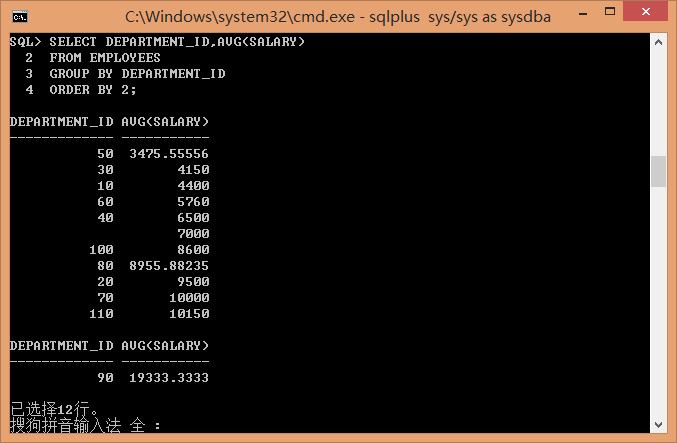 C:\Windows\system32\cmd.exe - sqlplus  sys/sys as sysdba
SQL> SELECT DEPARTMENT_ID,AVG(SALARY)
  2  FROM EMPLOYEES
  3  GROUP BY DEPARTMENT_ID
  4  ORDER BY 2;
DEPARTMENT_ID AVG(SALARY)
------------- -----------
           50  3475.55556
           30        4150
           10        4400
           60        5760
           40        6500
                     7000
          100        8600
           80  8955.88235
           20        9500
           70       10000
          110       10150
DEPARTMENT_ID AVG(SALARY)
------------- -----------
           90  19333.3333
已选择12行。
搜狗拼音输入法 全 :